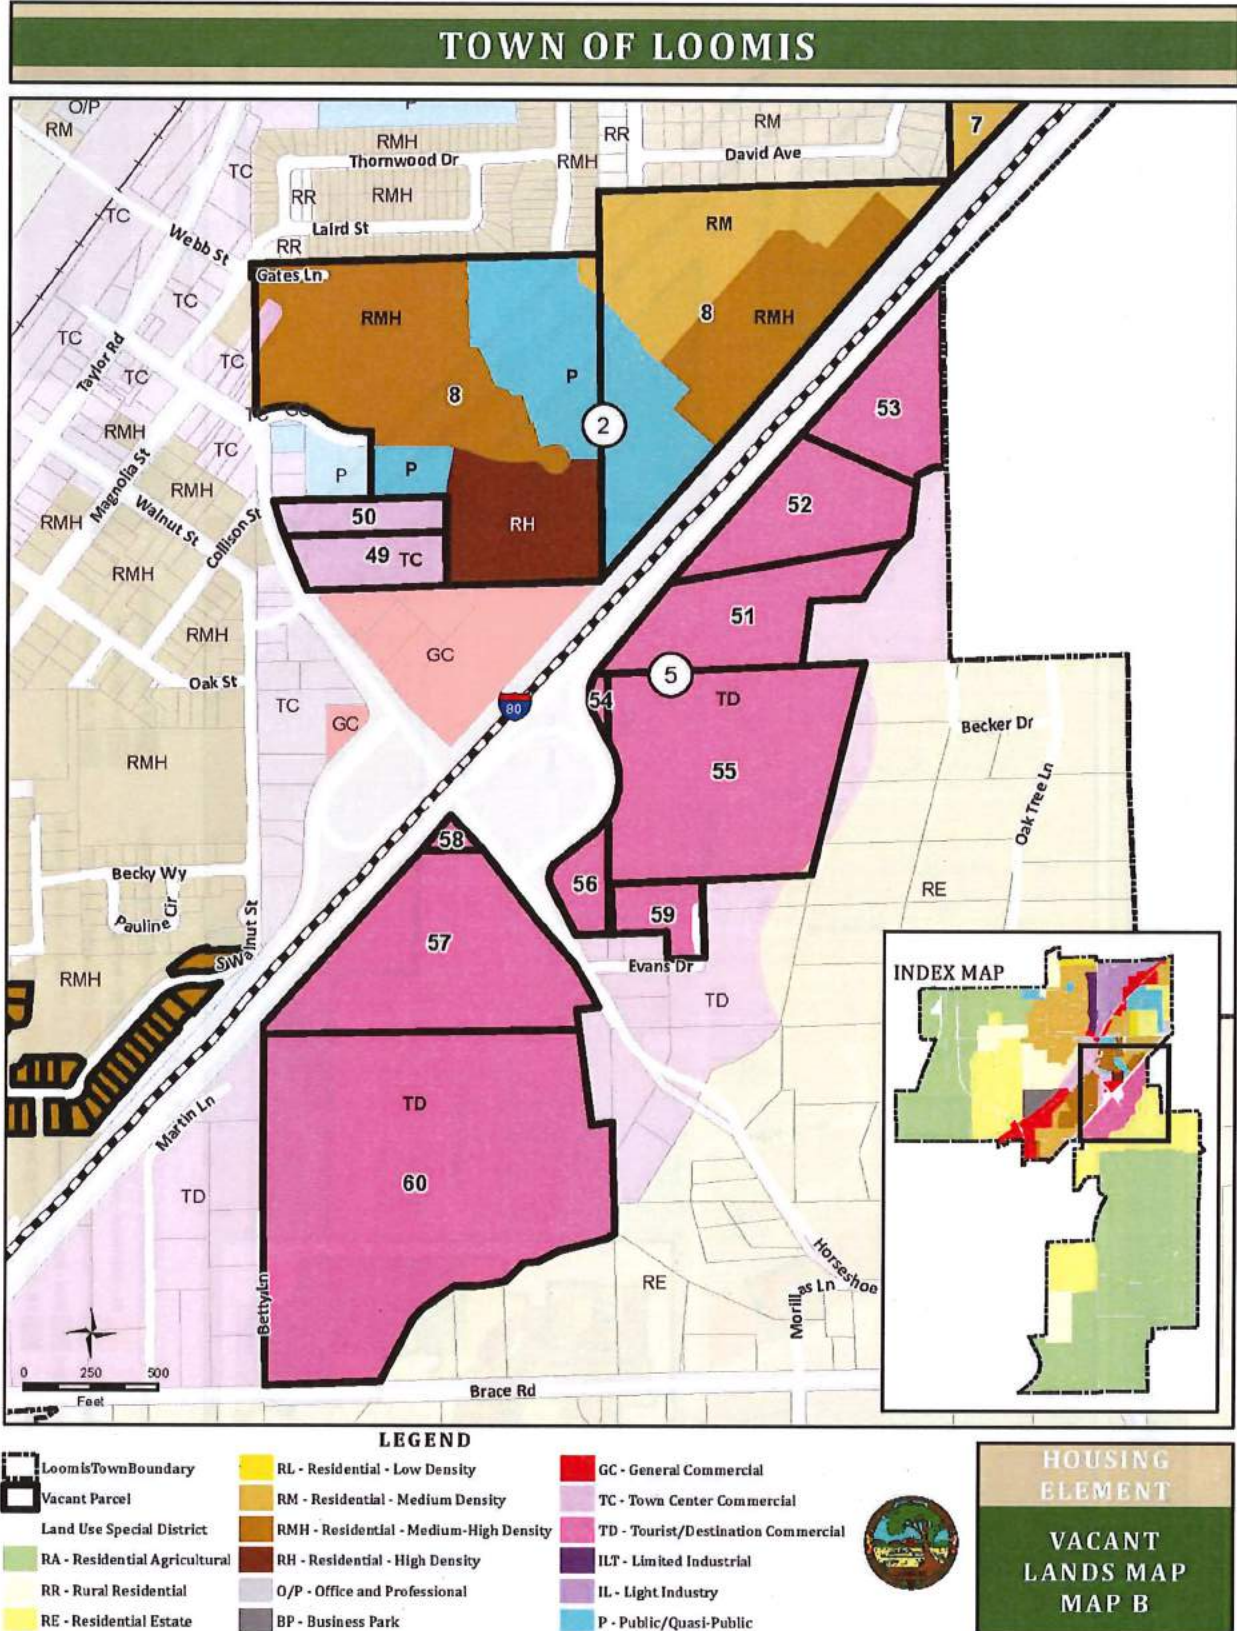 TOWN OF LOOMIS
O/P
P
RM
RMH
RR
RM
7
Thornwood Dr
RMH
David Ave
TC
RR
RMH
TC
Webb St
Laird St
RM
RR
Gates Ln
TC
RMH
8
RMH
TC
Taylor Rd
TC
TC
P
8
53
RMH
TC
GC
2
Magnolia St
TC
P
P
RMH
Walnut St
52
RMH
Collison St
50
RH
49
TC
RMH
51
RMH
GC
Oak St
5
54
TD
TC
80
GC
Becker Dr
RMH
55
Oak Tree Ln
58
Becky Wy
56
RE
Pauline Cir
59
S Walnut St
57
INDEX MAP
RMH
Evans Dr
TD
TD
Martin Ln
60
TD
Horseshoe
RE
Morill
as Ln
Betty Ln
0 250 500
Feet
Brace Rd
LEGEND
LoomisTownBoundary
Vacant Parcel
Land Use Special District
RA - Residential Agricultural
RR - Rural Residential
RE - Residential Estate
RL - Residential - Low Density
RM - Residential - Medium Density
RMH - Residential - Medium-High Density
RH - Residential - High Density
O/P - Office and Professional
BP - Business Park
GC - General Commercial
TC - Town Center Commercial
TD - Tourist/Destination Commercial
ILT - Limited Industrial
IL - Light Industry
P - Public/Quasi-Public
HOUSING
ELEMENT
VACANT
LANDS MAP
MAP B